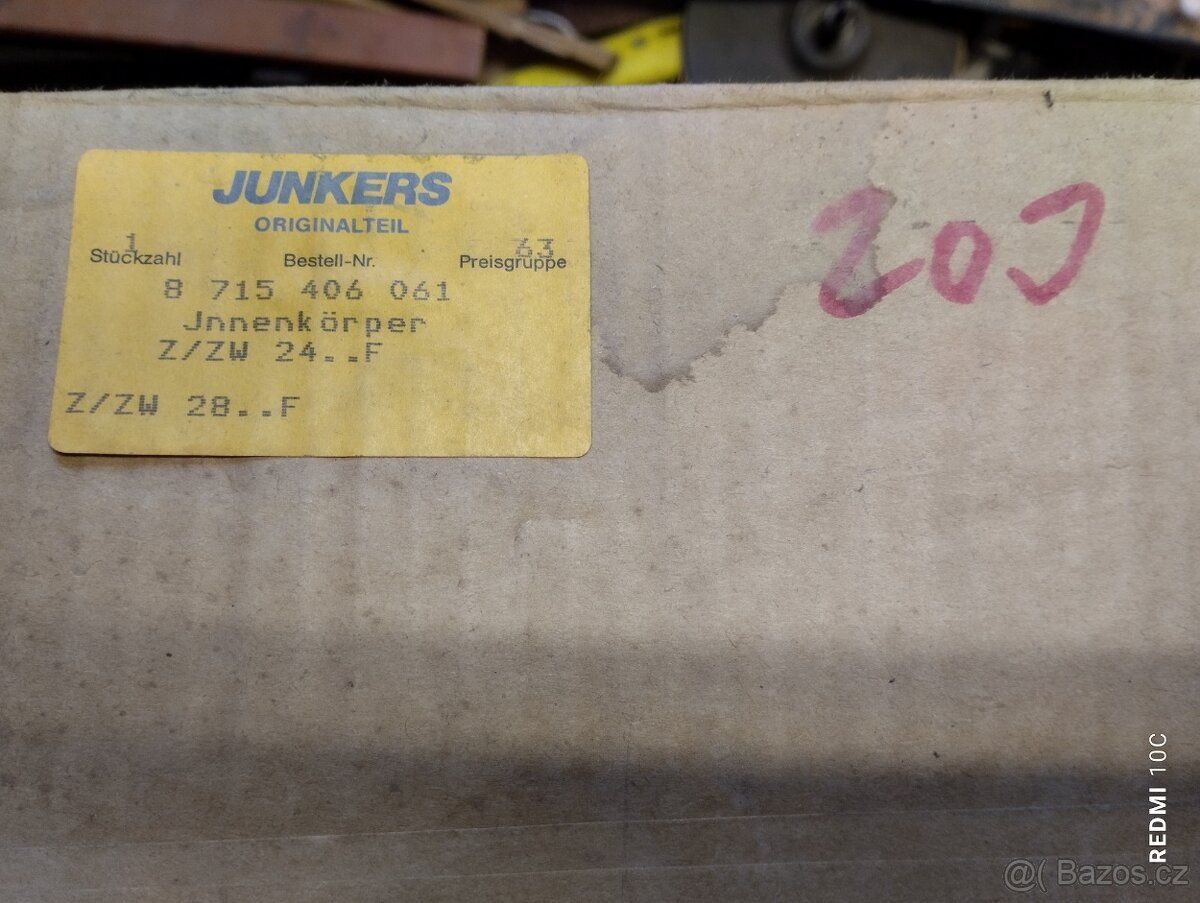 JUNKERS
ORIGINALTEIL
1 63
Stückzahl Bestell-Nr. Preisgruppe
8 715 406 061
Jnnenkörper
Z/ZW 24..F
Z/ZW 28..F
REDMI 10C
@( Bazos.cz